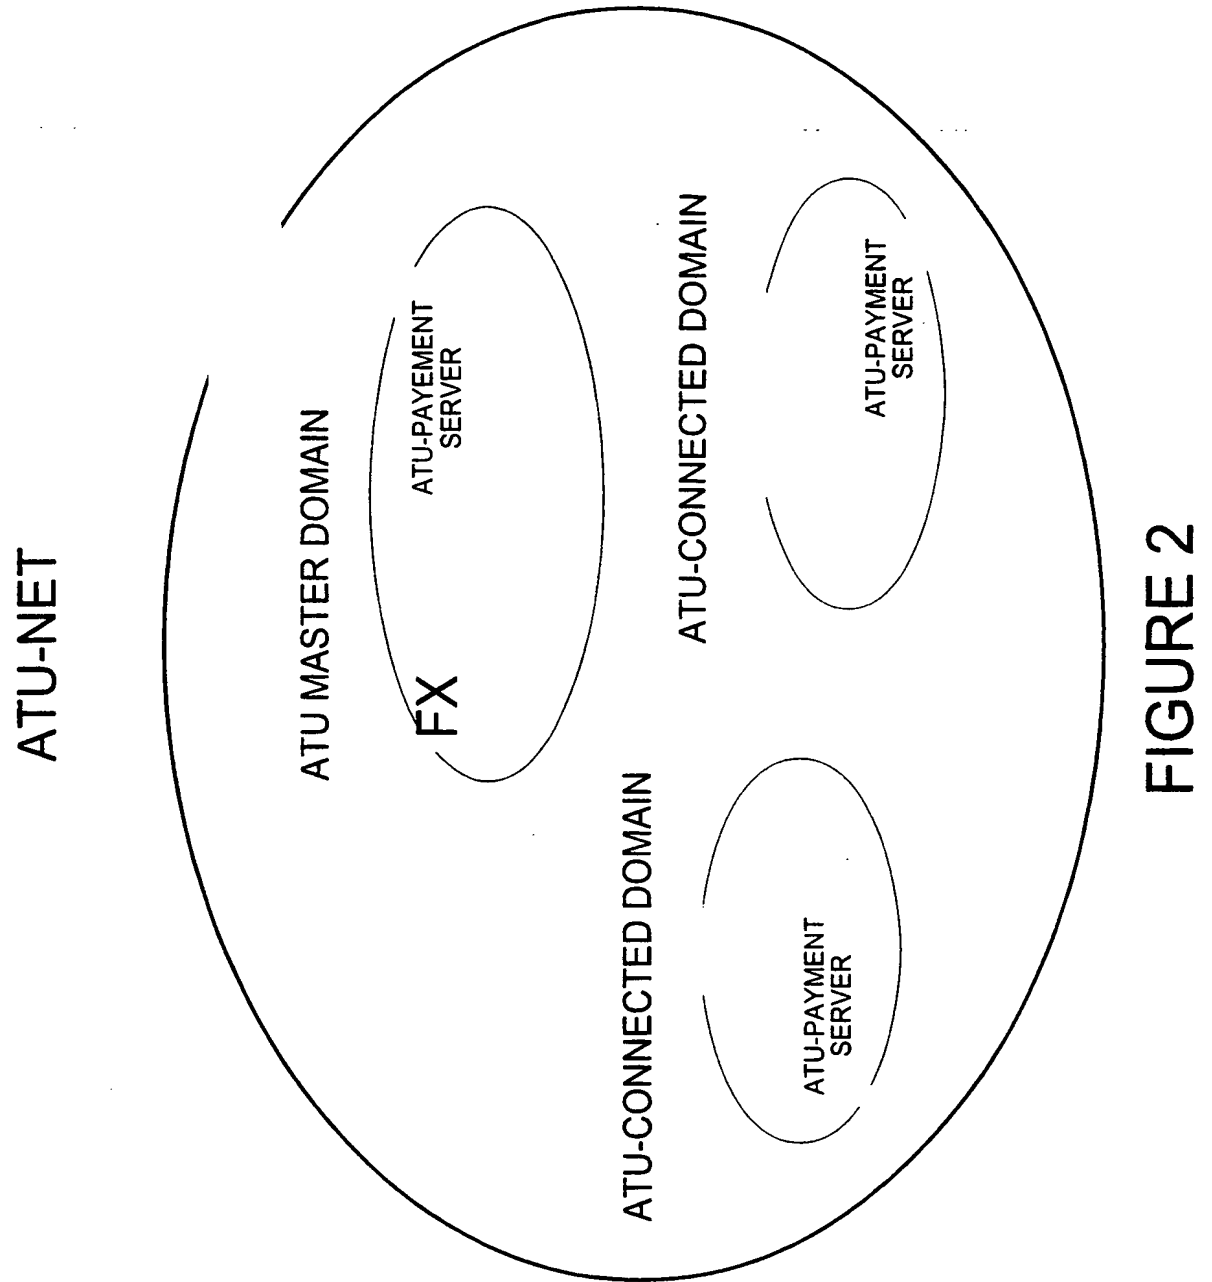 ATU-NET
ATU MASTER DOMAIN
FX
ATU-PAYEMENT
SERVER
ATU-CONNECTED DOMAIN
ATU-PAYMENT
SERVER
ATU-CONNECTED DOMAIN
ATU-PAYMENT
SERVER
FIGURE 2